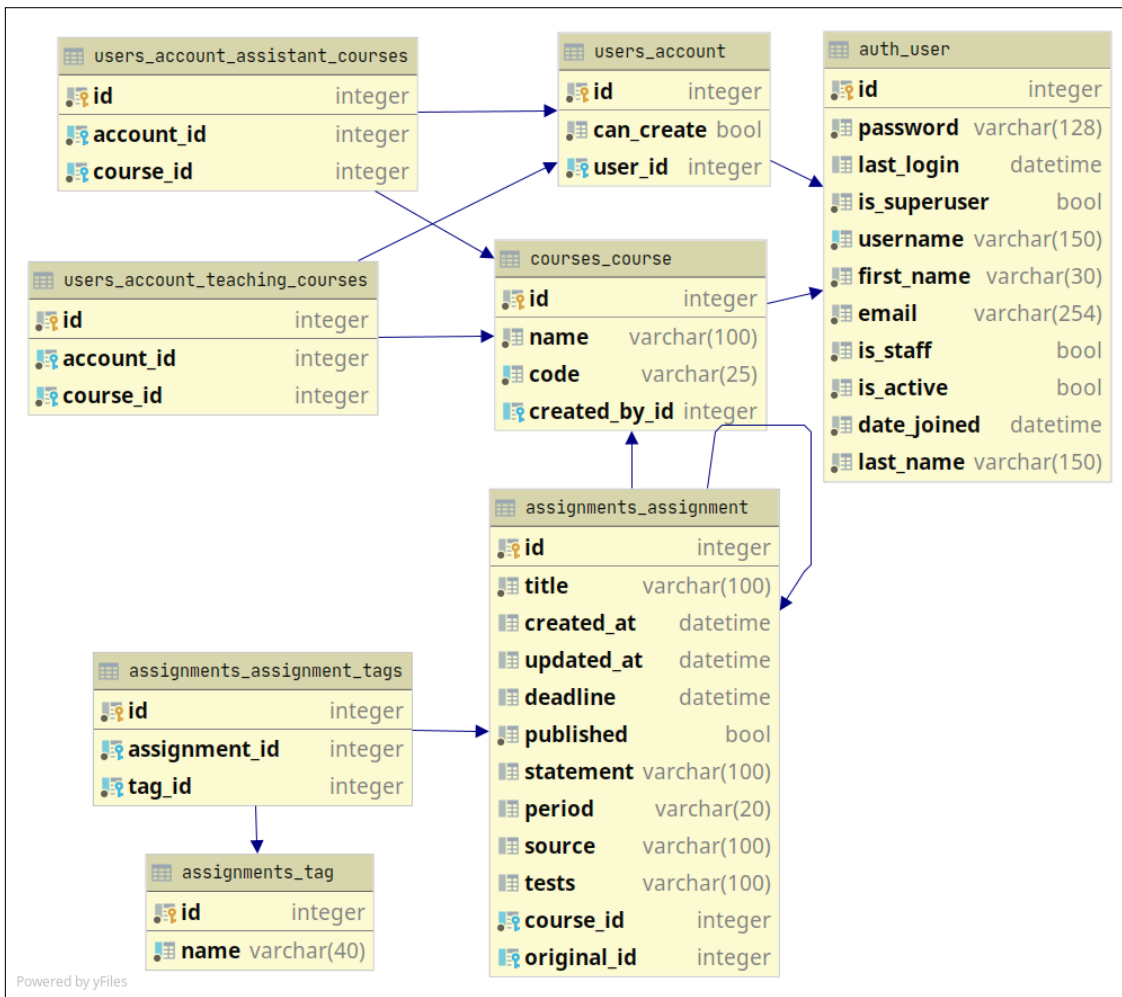 users_account_assistant_courses
id integer
account_id integer
course_id integer
users_account
id integer
can_create bool
user_id integer
auth_user
id integer
password varchar(128)
last_login datetime
is_superuser bool
username varchar(150)
first_name varchar(30)
email varchar(254)
is_staff bool
is_active bool
date_joined datetime
last_name varchar(150)
users_account_teaching_courses
id integer
account_id integer
course_id integer
courses_course
id integer
name varchar(100)
code varchar(25)
created_by_id integer
assignments_assignment
id integer
title varchar(100)
created_at datetime
updated_at datetime
deadline datetime
published bool
statement varchar(100)
period varchar(20)
source varchar(100)
tests varchar(100)
course_id integer
original_id integer
assignments_assignment_tags
id integer
assignment_id integer
tag_id integer
assignments_tag
id integer
name varchar(40)
Powered by yFiles